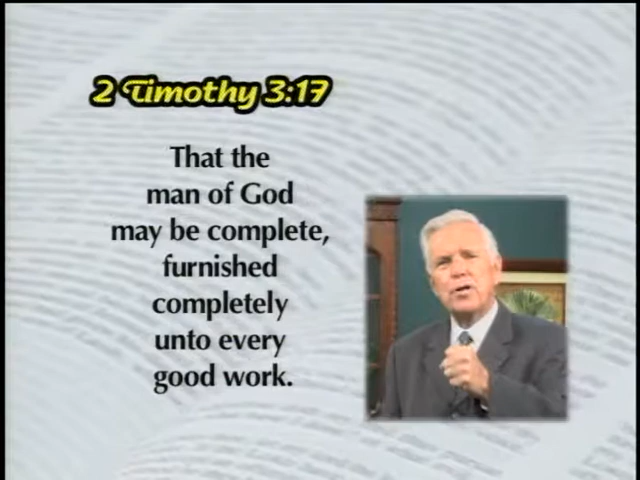 2 Timothy 3:17
That the
man of God
may be complete,
furnished
completely
unto every
good work.